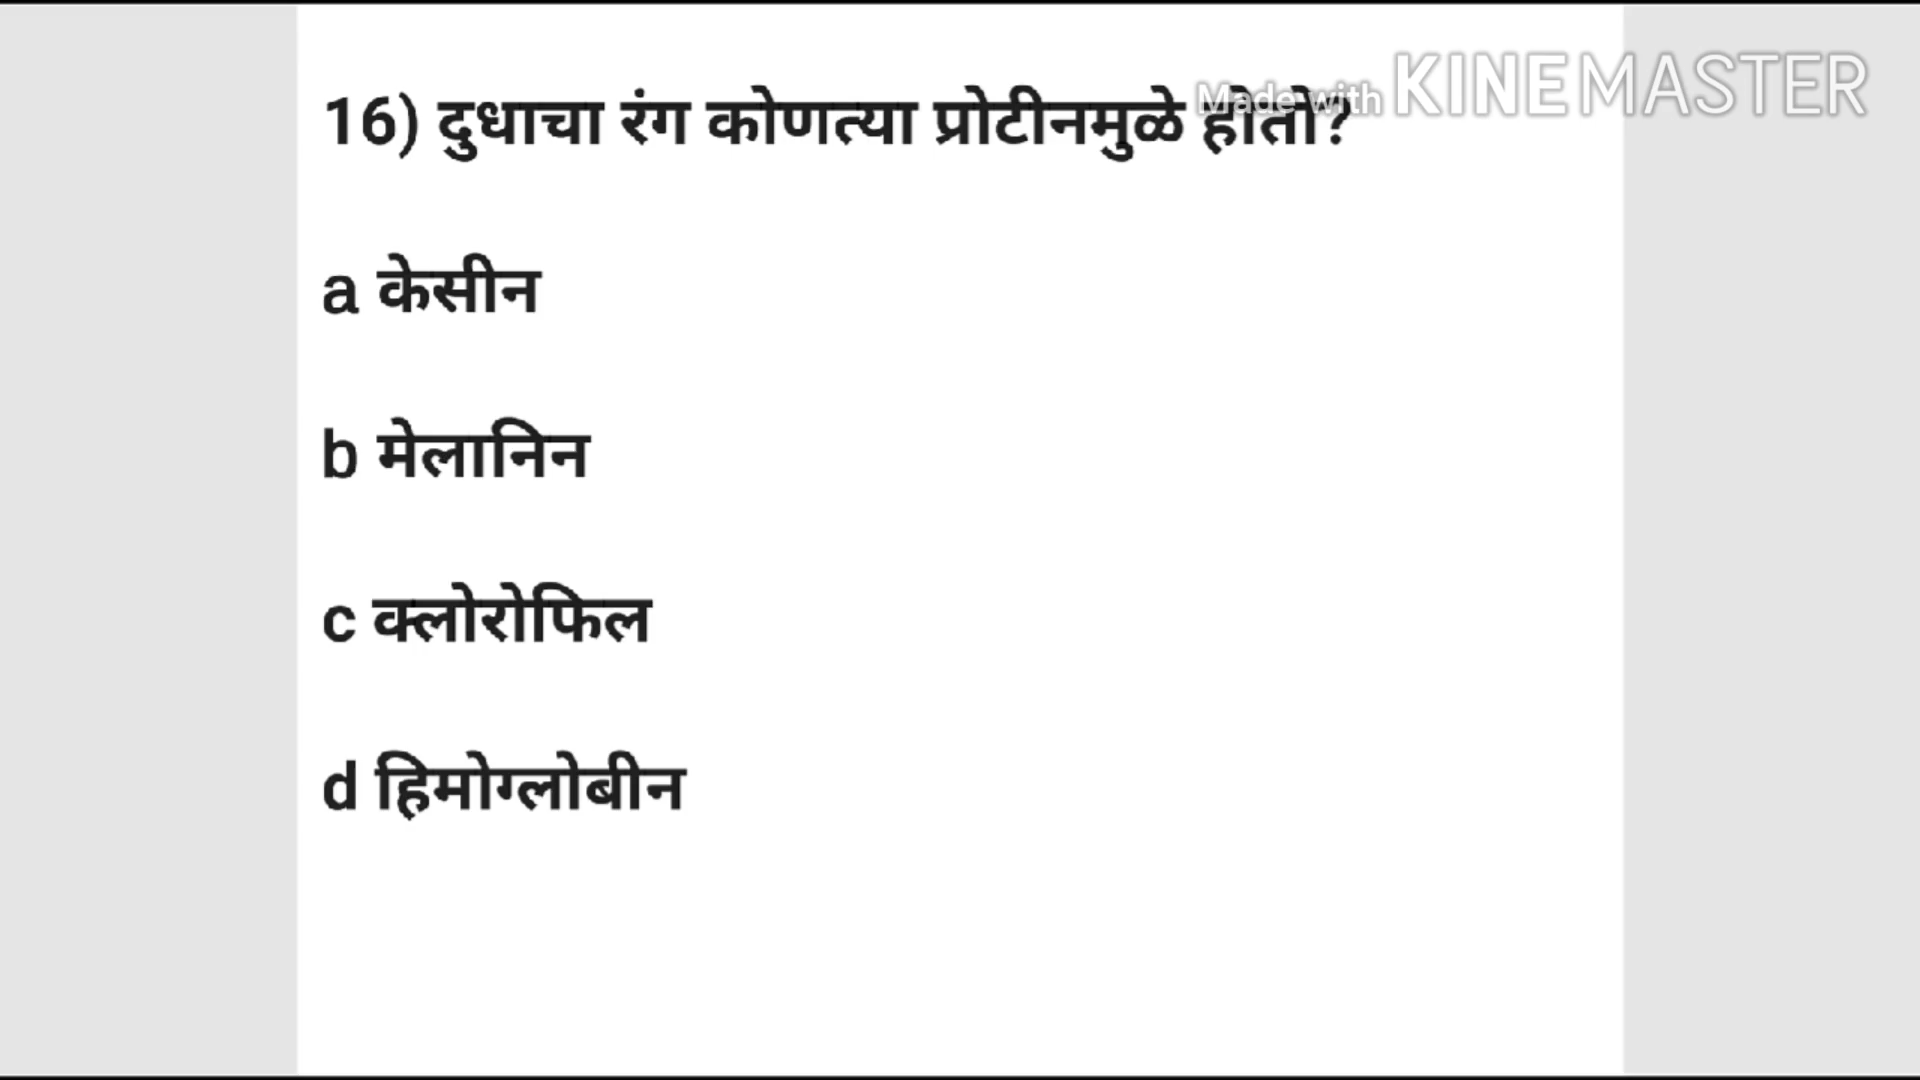 Made with KINEMASTER
16) दुधाचा रंग कोणत्या प्रोटीनमुळे होतो?
a केसीन
b मेलानिन
c क्लोरोफिल
d हिमोग्लोबीन